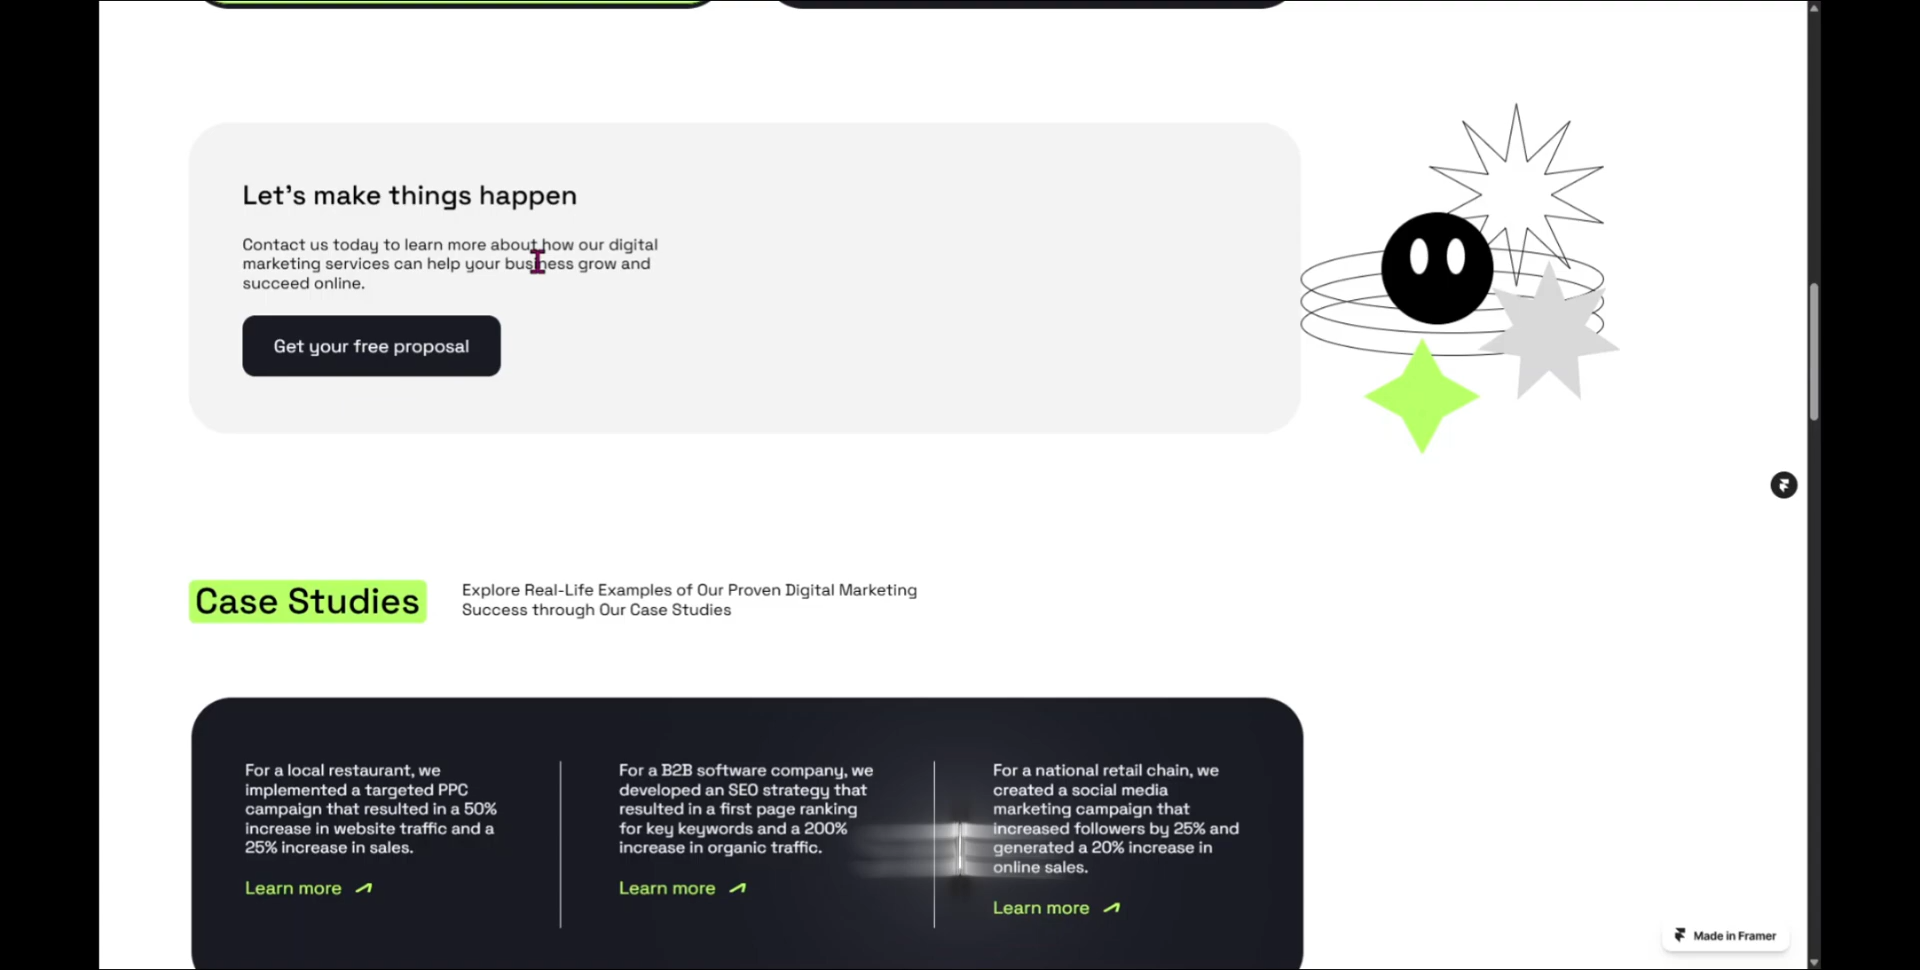 Let's make things happen
Contact us today to learn more about how our digital
marketing services can help your business grow and
succeed online.
Get your free proposal
Case Studies
Explore Real-Life Examples of Our Proven Digital Marketing
Success through Our Case Studies
For a local restaurant, we
implemented a targeted PPC
campaign that resulted in a 50%
increase in website traffic and a
25% increase in sales.
Learn more
For a B2B software company, we
developed an SEO strategy that
resulted in a first page ranking
for key keywords and a 200%
increase in organic traffic.
Learn more
For a national retail chain, we
created a social media
marketing campaign that
increased followers by 25% and
generated a 20% increase in
online sales.
Learn more
Made in Framer